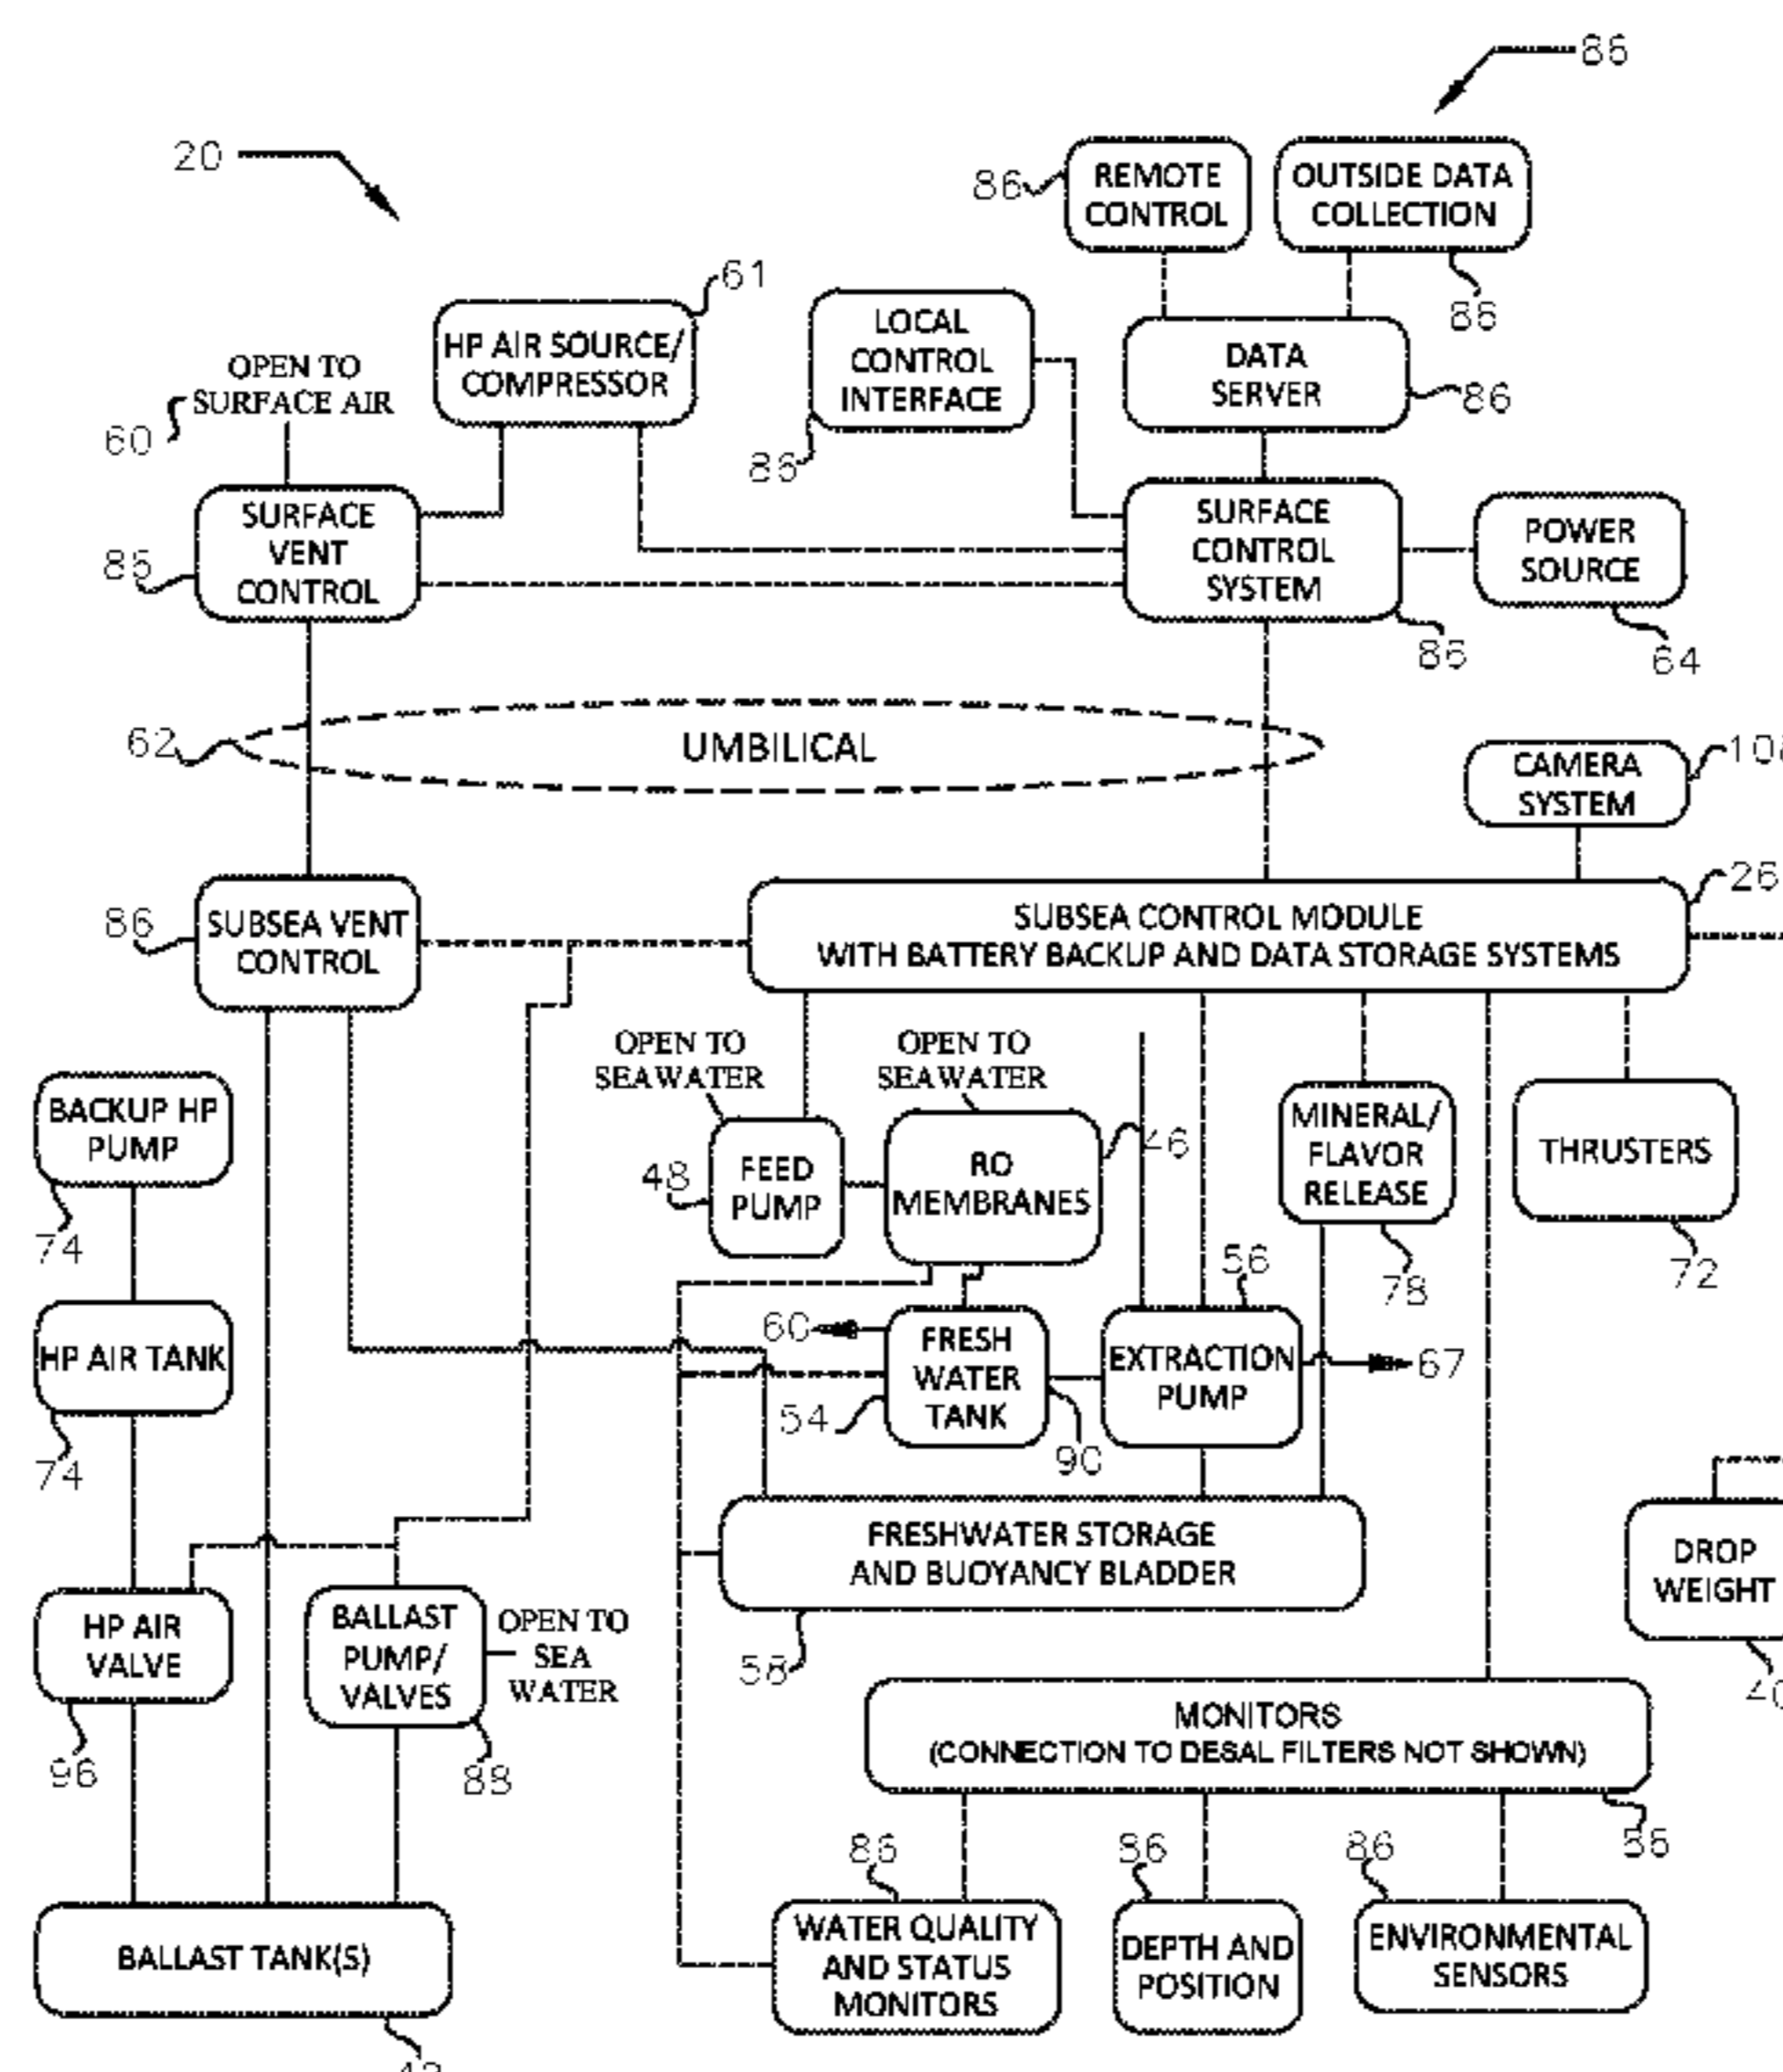 86
20
REMOTE
CONTROL
86
OUTSIDE DATA
COLLECTION
86
61
HP AIR SOURCE/
COMPRESSOR
LOCAL
CONTROL
INTERFACE
86
DATA
SERVER
86
OPEN TO
SURFACE AIR
60
SURFACE
VENT
CONTROL
86
SURFACE
CONTROL
SYSTEM
86
POWER
SOURCE
64
62
UMBILICAL
CAMERA
SYSTEM
26
86
SUBSEA VENT
CONTROL
SUBSEA CONTROL MODULE
WITH BATTERY BACKUP AND DATA STORAGE SYSTEMS
OPEN TO
SEAWATER
OPEN TO
SEAWATER
BACKUP HP
PUMP
74
48
FEED
PUMP
RO
MEMBRANES
46
MINERAL/
FLAVOR
RELEASE
78
THRUSTERS
72
HP AIR TANK
74
60
FRESH
WATER
TANK
54
90
56
EXTRACTION
PUMP
67
FRESHWATER STORAGE
AND BUOYANCY BLADDER
58
DROP
WEIGHT
40
HP AIR
VALVE
96
BALLAST
PUMP/
VALVES
88
OPEN TO
SEA
WATER
MONITORS
(CONNECTION TO DESAL FILTERS NOT SHOWN)
86
86
WATER QUALITY
AND STATUS
MONITORS
86
DEPTH AND
POSITION
86
ENVIRONMENTAL
SENSORS
BALLAST TANK(S)